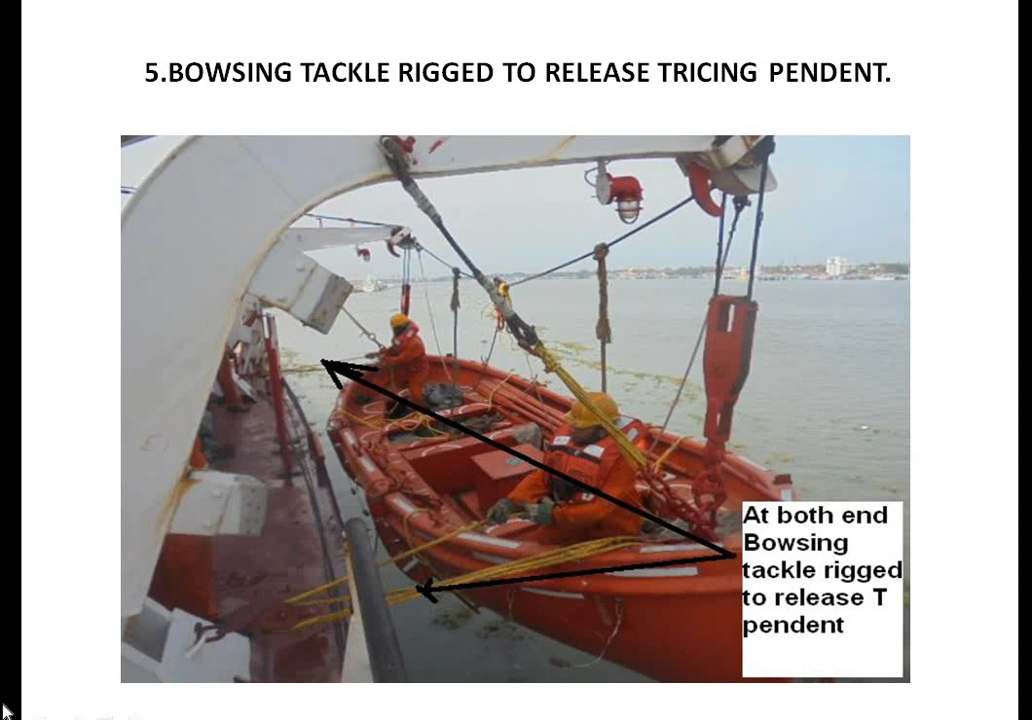 5.BOWSING TACKLE RIGGED TO RELEASE TRICING PENDENT.
At both end
Bowsing
tackle rigged
to release T
pendent